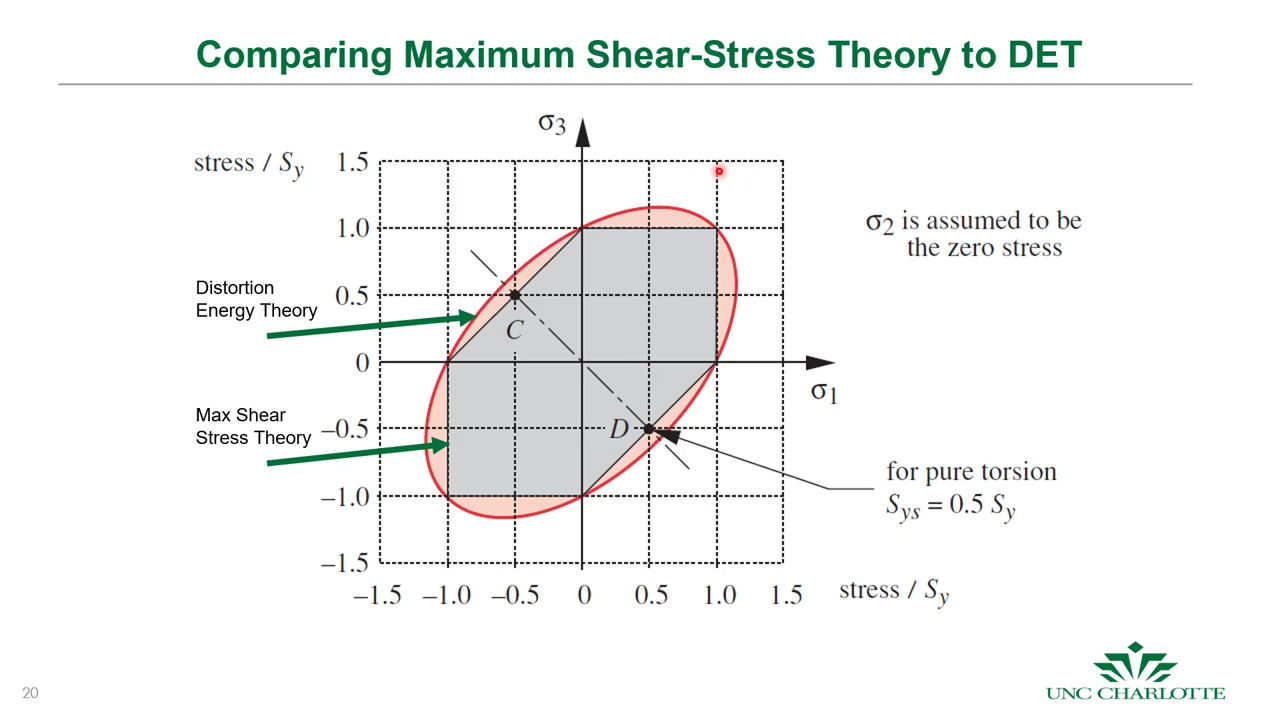 Comparing Maximum Shear-Stress Theory to DET
σ3
stress / Sy
1.5
1.0
0.5
0
–0.5
–1.0
–1.5
σ2 is assumed to be
the zero stress
Distortion
Energy Theory
C
σ1
Max Shear
Stress Theory
D
for pure torsion
Sys = 0.5 Sy
–1.5 –1.0 –0.5 0 0.5 1.0 1.5
stress / Sy
UNC CHARLOTTE
20